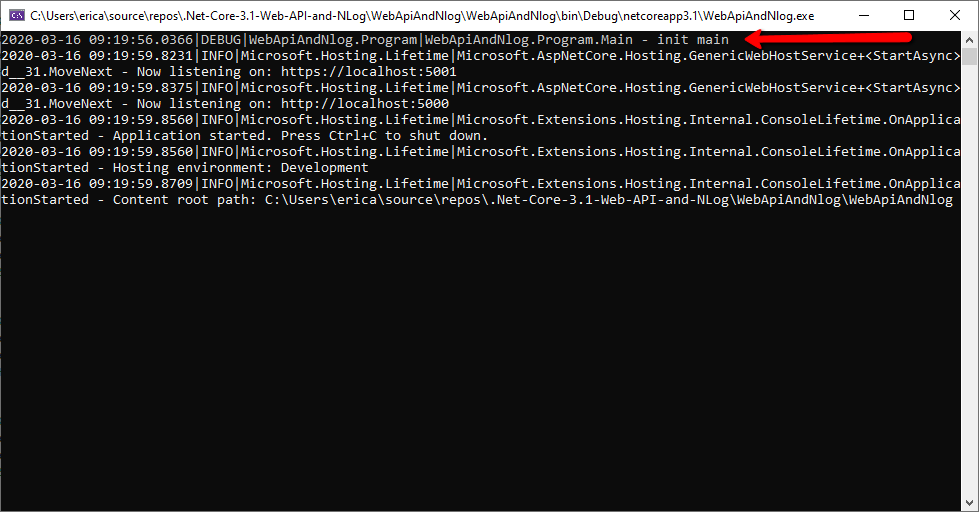 C:\Users\erica\source\repos\.Net-Core-3.1-Web-API-and-NLog\WebApiAndNlog\WebApiAndNlog\bin\Debug\netcoreapp3.1\WebApiAndNlog.exe
2020-03-16 09:19:56.0366|DEBUG|WebApiAndNlog.Program|WebApiAndNlog.Program.Main - init main
2020-03-16 09:19:59.8231|INFO|Microsoft.Hosting.Lifetime|Microsoft.AspNetCore.Hosting.GenericWebHostService+<StartAsync>
d__31.MoveNext - Now listening on: https://localhost:5001
2020-03-16 09:19:59.8375|INFO|Microsoft.Hosting.Lifetime|Microsoft.AspNetCore.Hosting.GenericWebHostService+<StartAsync>
d__31.MoveNext - Now listening on: http://localhost:5000
2020-03-16 09:19:59.8560|INFO|Microsoft.Hosting.Lifetime|Microsoft.Extensions.Hosting.Internal.ConsoleLifetime.OnApplica
tionStarted - Application started. Press Ctrl+C to shut down.
2020-03-16 09:19:59.8560|INFO|Microsoft.Hosting.Lifetime|Microsoft.Extensions.Hosting.Internal.ConsoleLifetime.OnApplica
tionStarted - Hosting environment: Development
2020-03-16 09:19:59.8709|INFO|Microsoft.Hosting.Lifetime|Microsoft.Extensions.Hosting.Internal.ConsoleLifetime.OnApplica
tionStarted - Content root path: C:\Users\erica\source\repos\.Net-Core-3.1-Web-API-and-NLog\WebApiAndNlog\WebApiAndNlog